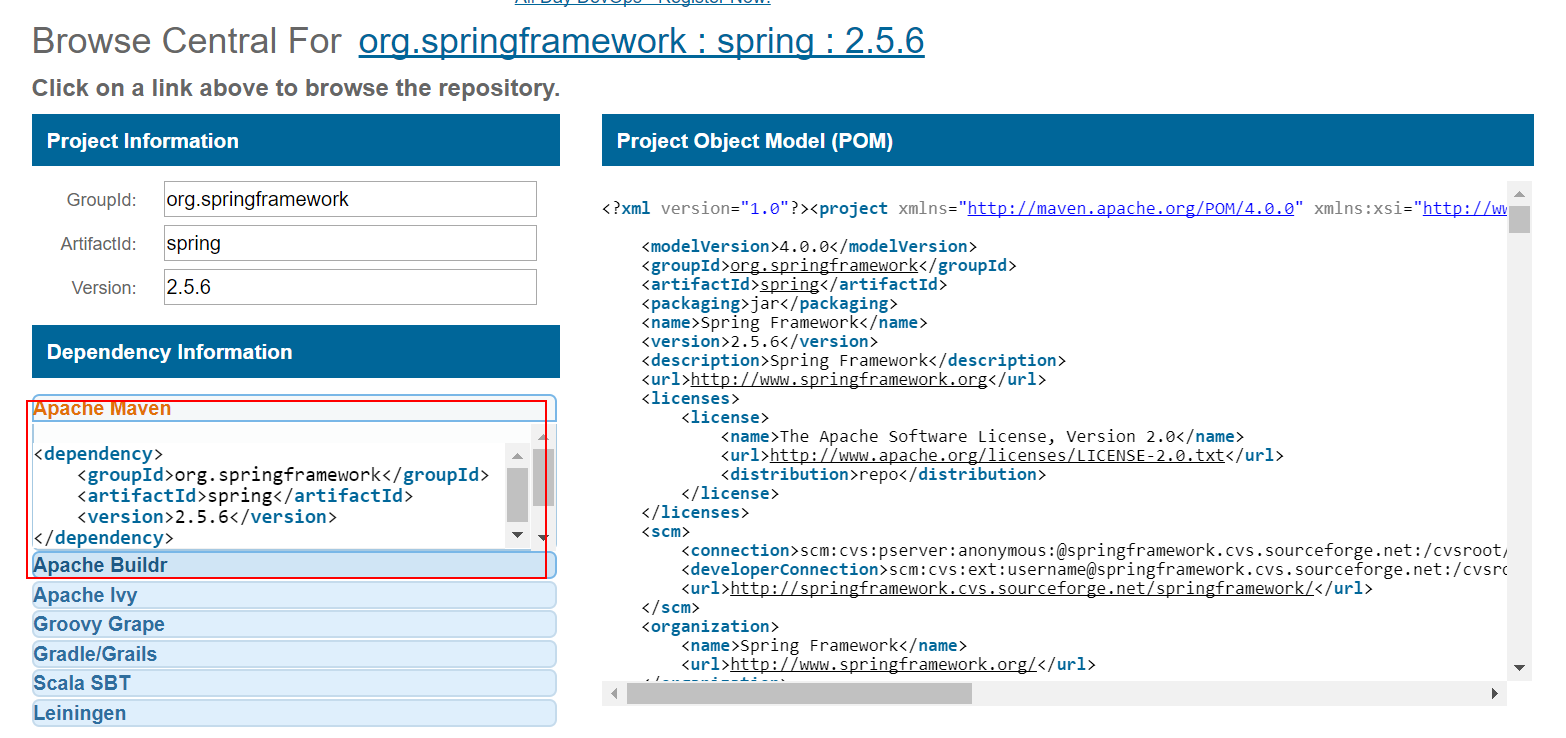 All Day DevOps - Register Now!
Browse Central For org.springframework : spring : 2.5.6
Click on a link above to browse the repository.
Project Information
GroupId: org.springframework
ArtifactId: spring
Version: 2.5.6
Dependency Information
Apache Maven
<dependency>
    <groupId>org.springframework</groupId>
    <artifactId>spring</artifactId>
    <version>2.5.6</version>
</dependency>
Apache Buildr
Apache Ivy
Groovy Grape
Gradle/Grails
Scala SBT
Leiningen
Project Object Model (POM)
<?xml version="1.0"?><project xmlns="http://maven.apache.org/POM/4.0.0" xmlns:xsi="http://ww
    <modelVersion>4.0.0</modelVersion>
    <groupId>org.springframework</groupId>
    <artifactId>spring</artifactId>
    <packaging>jar</packaging>
    <name>Spring Framework</name>
    <version>2.5.6</version>
    <description>Spring Framework</description>
    <url>http://www.springframework.org</url>
    <licenses>
        <license>
            <name>The Apache Software License, Version 2.0</name>
            <url>http://www.apache.org/licenses/LICENSE-2.0.txt</url>
            <distribution>repo</distribution>
        </license>
    </licenses>
    <scm>
        <connection>scm:cvs:pserver:anonymous:@springframework.cvs.sourceforge.net:/cvsroot/
        <developerConnection>scm:cvs:ext:username@springframework.cvs.sourceforge.net:/cvsro
        <url>http://springframework.cvs.sourceforge.net/springframework/</url>
    </scm>
    <organization>
        <name>Spring Framework</name>
        <url>http://www.springframework.org/</url>
    </organization>